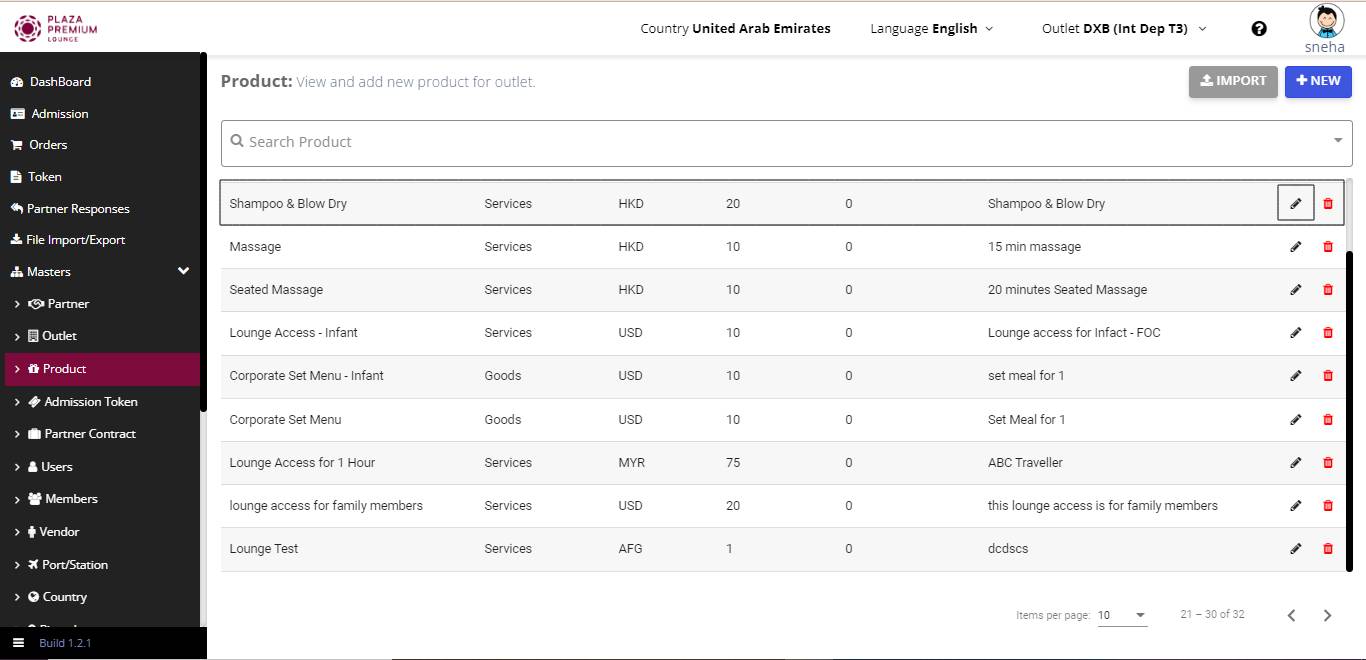 PLAZA
PREMIUM
LOUNGE
Country United Arab Emirates
Language English
Outlet DXB (Int Dep T3)
?
sneha
DashBoard
Admission
Orders
Token
Partner Responses
File Import/Export
Masters
Partner
Outlet
Product
Admission Token
Partner Contract
Users
Members
Vendor
Port/Station
Country
Build 1.2.1
Product: View and add new product for outlet.
IMPORT
+ NEW
Search Product
Shampoo & Blow Dry Services HKD 20 0 Shampoo & Blow Dry
Massage Services HKD 10 0 15 min massage
Seated Massage Services HKD 10 0 20 minutes Seated Massage
Lounge Access - Infant Services USD 10 0 Lounge access for Infact - FOC
Corporate Set Menu - Infant Goods USD 10 0 set meal for 1
Corporate Set Menu Goods USD 10 0 Set Meal for 1
Lounge Access for 1 Hour Services MYR 75 0 ABC Traveller
lounge access for family members Services USD 20 0 this lounge access is for family members
Lounge Test Services AFG 1 0 dcdscs
Items per page: 10 21 – 30 of 32